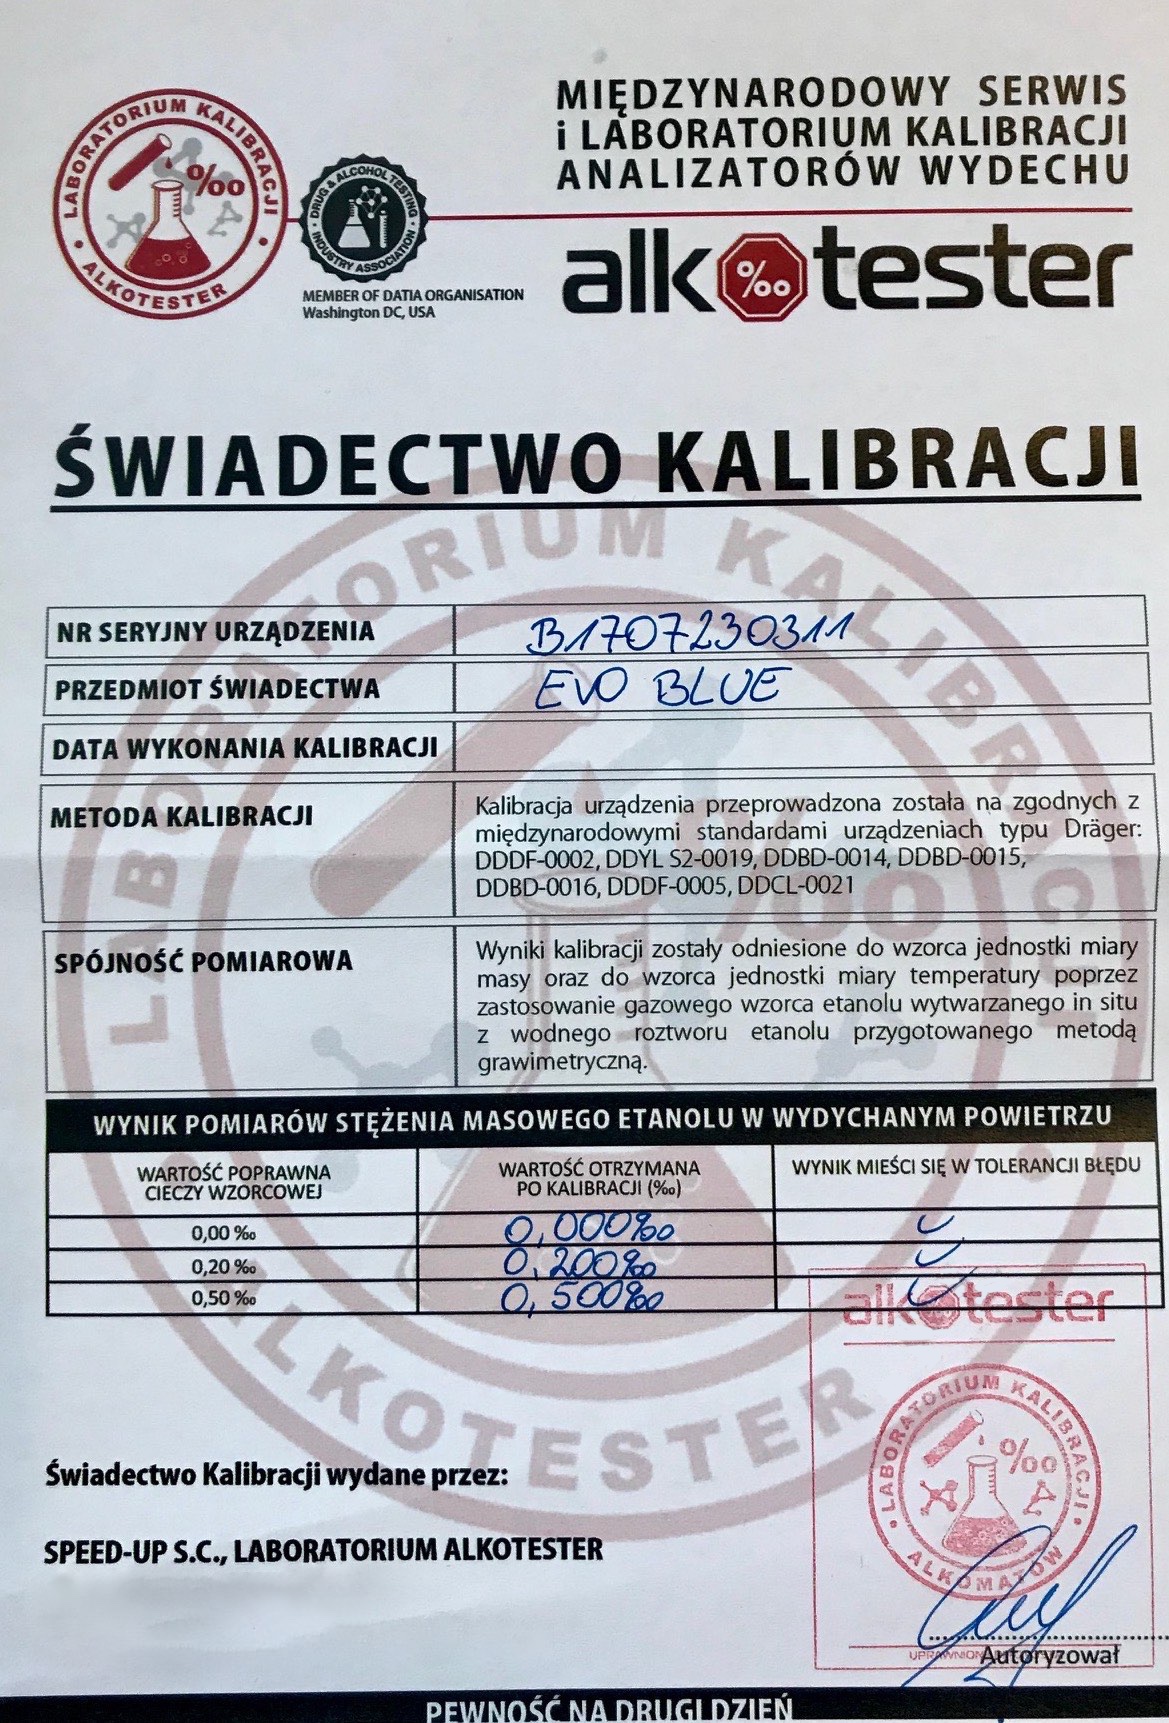 LABORATORIUM KALIBRACJI
%o
ALKOTESTER
DRUG & ALCOHOL TESTING
INDUSTRY ASSOCIATION
MEMBER OF DATIA ORGANISATION
Washington DC, USA
MIĘDZYNARODOWY SERWIS
i LABORATORIUM KALIBRACJI
ANALIZATORÓW WYDECHU
alk‰tester
ŚWIADECTWO KALIBRACJI
LABORATORIUM KALIBRACJI
‰
ALKOTESTER
NR SERYJNY URZĄDZENIA B1707230311
PRZEDMIOT ŚWIADECTWA EVO BLUE
DATA WYKONANIA KALIBRACJI
METODA KALIBRACJI Kalibracja urządzenia przeprowadzona została na zgodnych z
międzynarodowymi standardami urządzeniach typu Dräger:
DDDF-0002, DDYL S2-0019, DDBD-0014, DDBD-0015,
DDBD-0016, DDDF-0005, DDCL-0021
SPÓJNOŚĆ POMIAROWA Wyniki kalibracji zostały odniesione do wzorca jednostki miary
masy oraz do wzorca jednostki miary temperatury poprzez
zastosowanie gazowego wzorca etanolu wytwarzanego in situ
z wodnego roztworu etanolu przygotowanego metodą
grawimetryczną.
WYNIK POMIARÓW STĘŻENIA MASOWEGO ETANOLU W WYDYCHANYM POWIETRZU
WARTOŚĆ POPRAWNA
CIECZY WZORCOWEJ
WARTOŚĆ OTRZYMANA
PO KALIBRACJI (‰)
WYNIK MIEŚCI SIĘ W TOLERANCJI BŁĘDU
0,00 ‰ 0,000‰
0,20 ‰ 0,200‰
0,50 ‰ 0,500‰
alkotester
LABORATORIUM KALIBRACJI
‰
ALKOMATÓW
Świadectwo Kalibracji wydane przez:
SPEED-UP S.C., LABORATORIUM ALKOTESTER
Autoryzował
PEWNOŚĆ NA DRUGI DZIEŃ